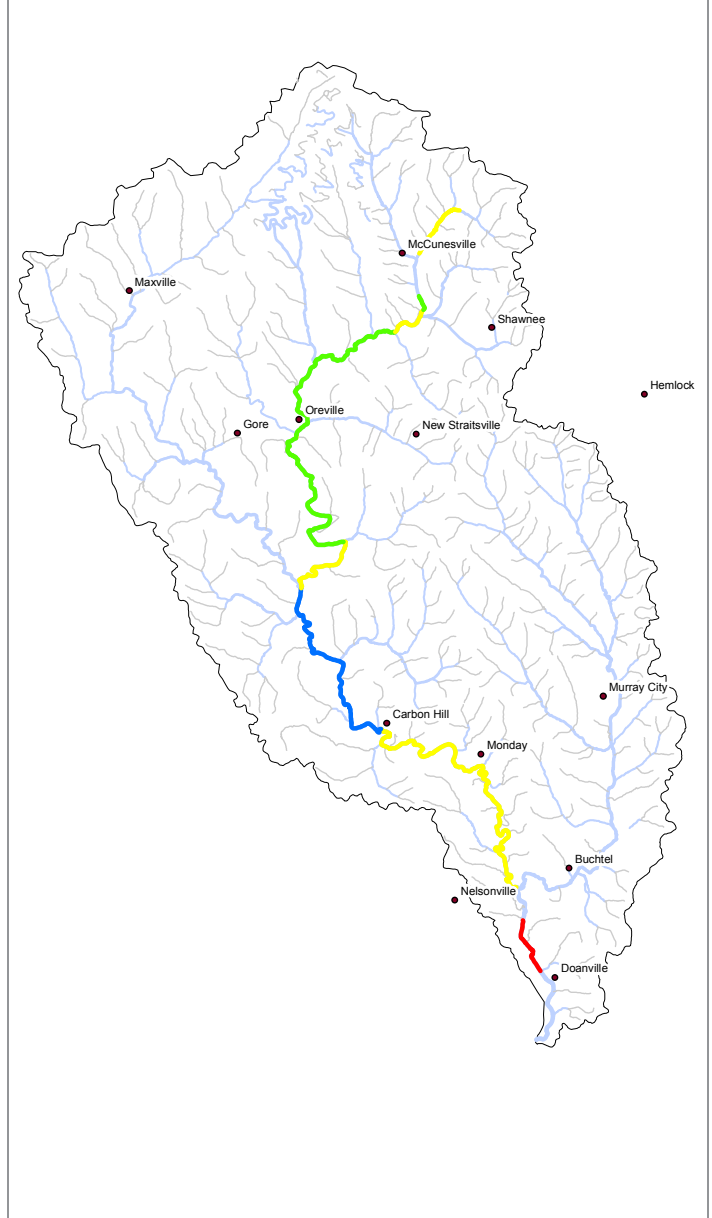 McCunesville
Maxville
Shawnee
Hemlock
Oreville
Gore
New Straitsville
Murray City
Carbon Hill
Monday
Buchtel
Nelsonville
Doanville